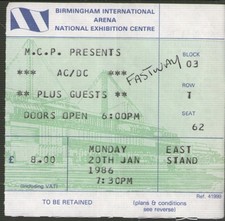 BIRMINGHAM INTERNATIONAL
ARENA
NATIONAL EXHIBITION CENTRE
M.C.P. PRESENTS
*** AC/DC ***
FASTWAY
** PLUS GUESTS **
DOORS OPEN 6:00PM
BLOCK
03
ROW
I
SEAT
62
£ 8.00
(including VAT)
MONDAY
20TH JAN
1986
7:30PM
EAST
STAND
TO BE RETAINED
(plans & conditions
see reverse)